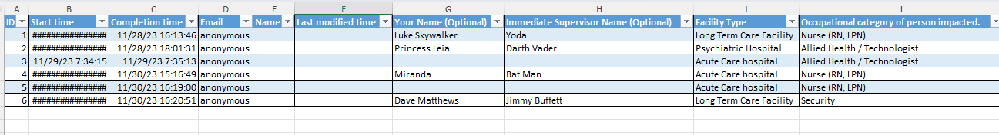 A B C D E F G H I J
ID Start time Completion time Email Name Last modified time Your Name (Optional) Immediate Supervisor Name (Optional) Facility Type Occupational category of person impacted.
1 ################ 11/28/23 16:13:46 anonymous Luke Skywalker Yoda Long Term Care Facility Nurse (RN, LPN)
2 ################ 11/28/23 18:01:31 anonymous Princess Leia Darth Vader Psychiatric Hospital Allied Health / Technologist
3 11/29/23 7:34:15 11/29/23 7:35:13 anonymous Acute Care hospital Allied Health / Technologist
4 ################ 11/30/23 15:16:49 anonymous Miranda Bat Man Acute Care hospital Nurse (RN, LPN)
5 ################ 11/30/23 16:19:00 anonymous Acute Care hospital Nurse (RN, LPN)
6 ################ 11/30/23 16:20:51 anonymous Dave Matthews Jimmy Buffett Long Term Care Facility Security